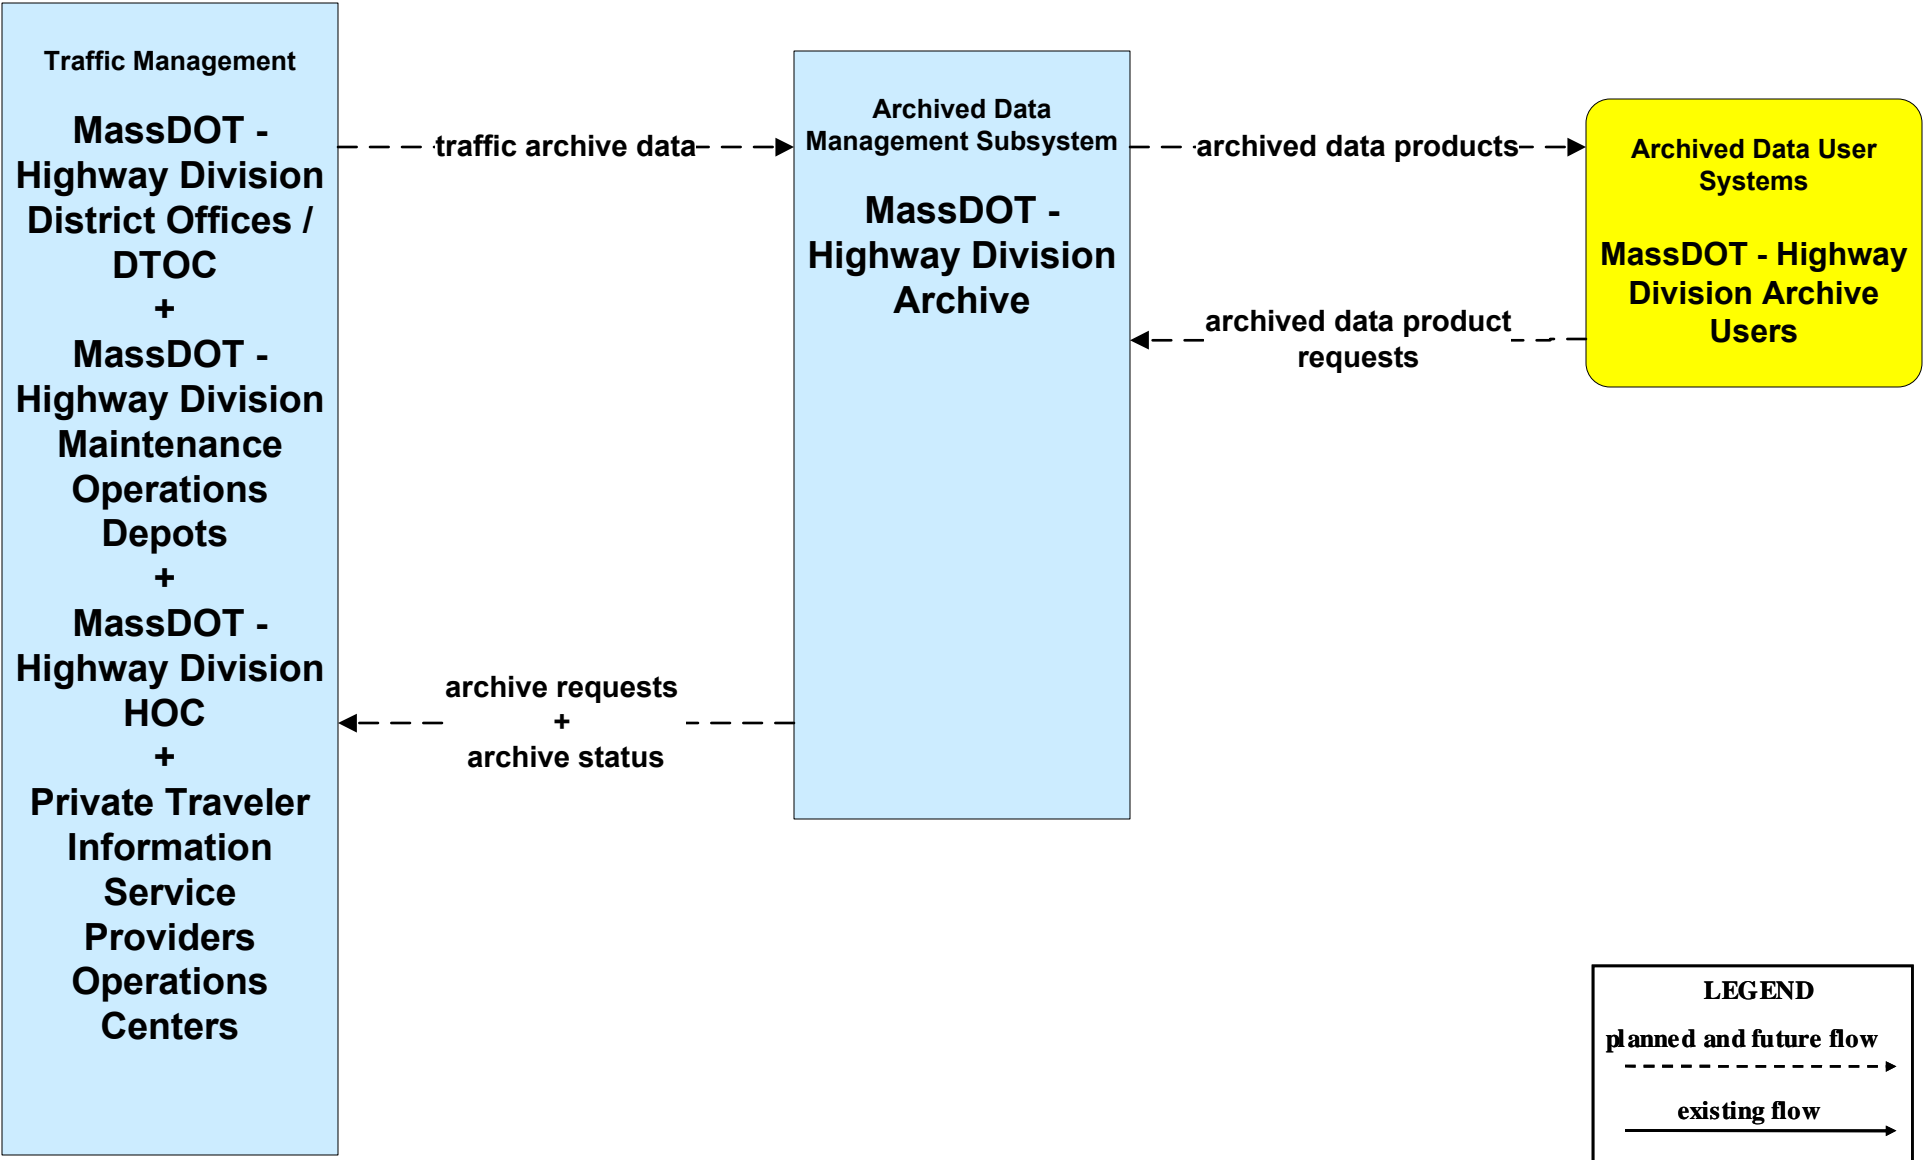 Traffic Management
MassDOT -
Highway Division
District Offices /
DTOC
+
MassDOT -
Highway Division
Maintenance
Operations
Depots
+
MassDOT -
Highway Division
HOC
+
Private Traveler
Information
Service
Providers
Operations
Centers
traffic archive data
archive requests
+
archive status
Archived Data
Management Subsystem
MassDOT -
Highway Division
Archive
archived data products
archived data product
requests
Archived Data User
Systems
MassDOT - Highway
Division Archive
Users
LEGEND
planned and future flow
existing flow